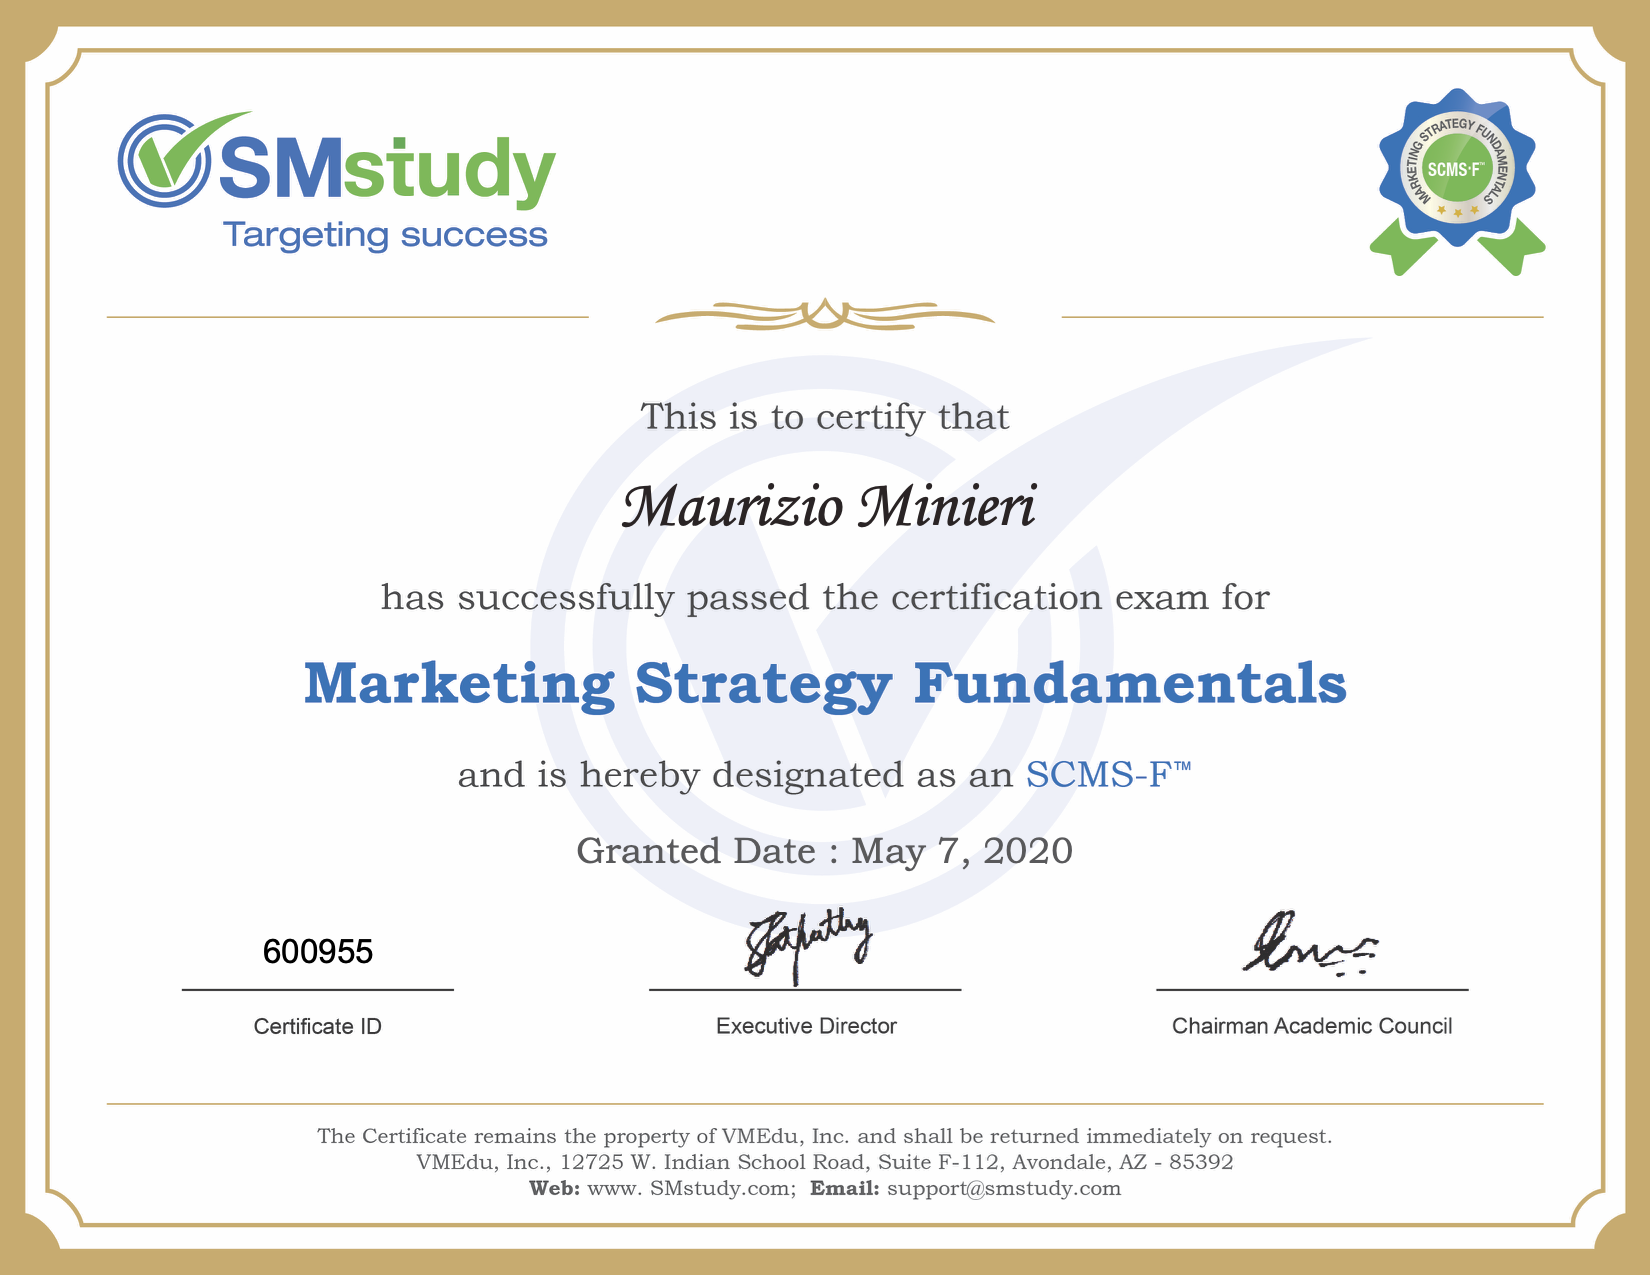 SMstudy
Targeting success
MARKETING STRATEGY FUNDAMENTALS
SCMS-F™
This is to certify that
Maurizio Minieri
has successfully passed the certification exam for
Marketing Strategy Fundamentals
and is hereby designated as an SCMS-F™
Granted Date : May 7, 2020
600955
Certificate ID
Executive Director
Chairman Academic Council
The Certificate remains the property of VMEdu, Inc. and shall be returned immediately on request.
VMEdu, Inc., 12725 W. Indian School Road, Suite F-112, Avondale, AZ - 85392
Web: www. SMstudy.com; Email: support@smstudy.com